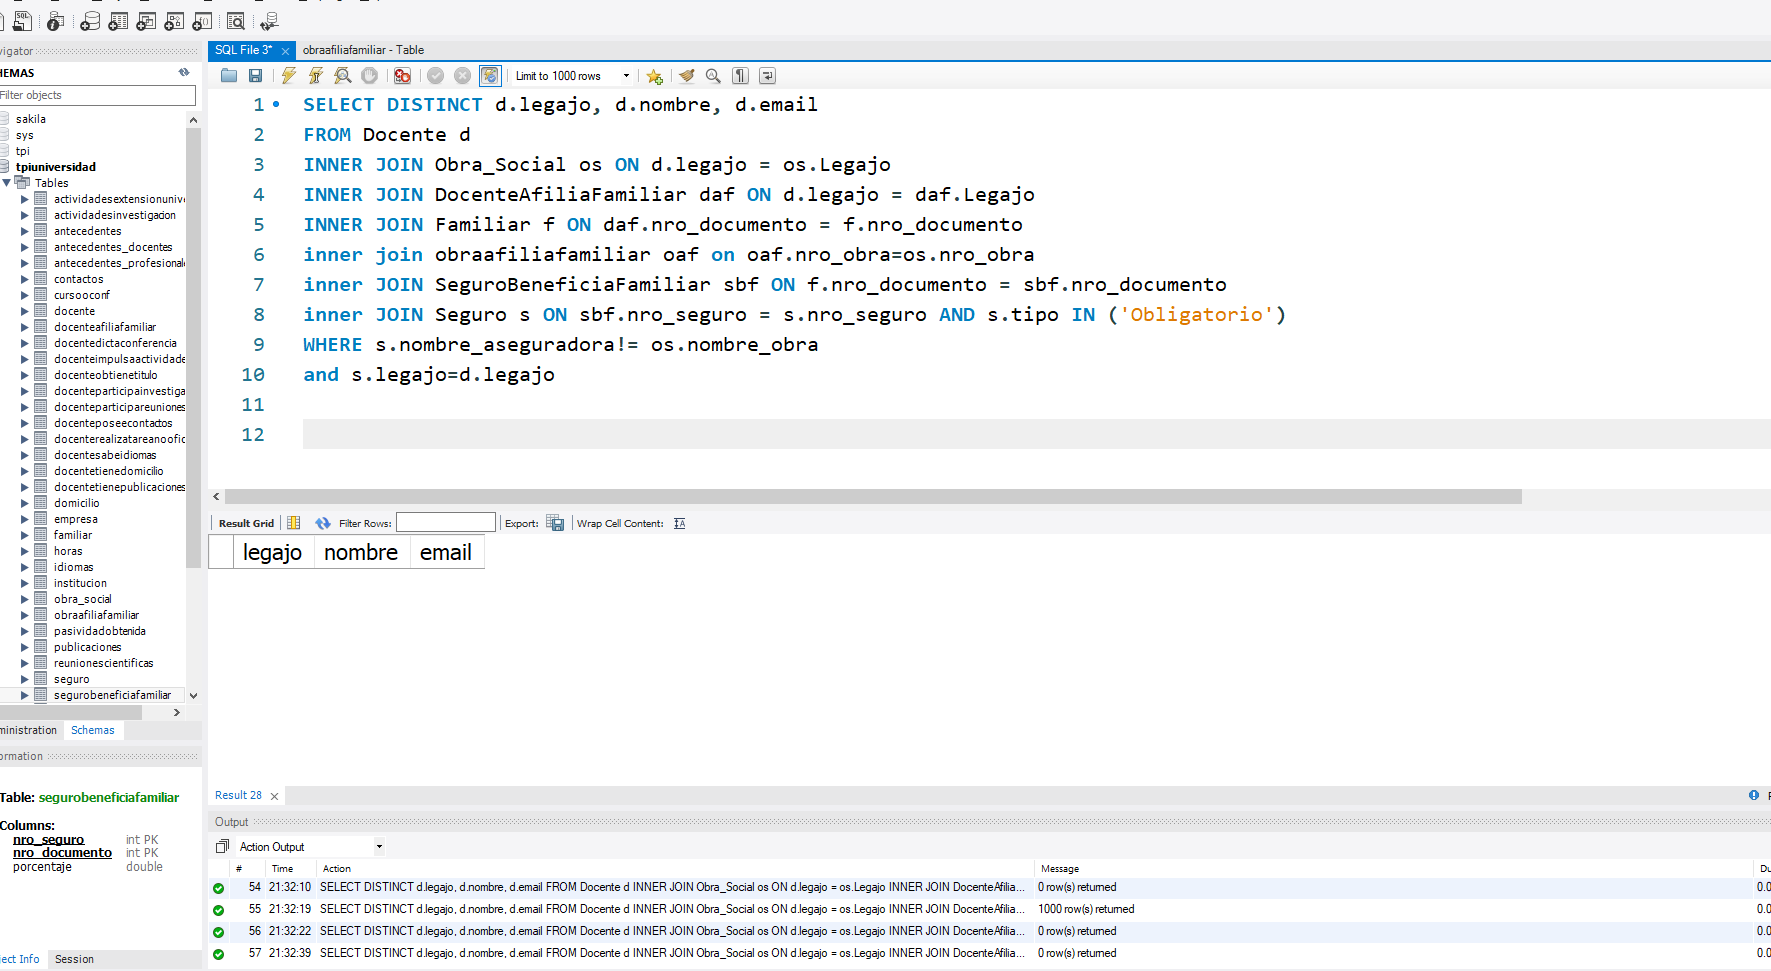 SQL File 3*
obraafiliafamiliar - Table
Filter objects
Limit to 1000 rows
sakila
sys
tpi
tpiuniversidad
Tables
actividadesextensionunive
actividadesinvestigacion
antecedentes
antecedentes_docentes
antecedentes_profesional
contactos
cursooconf
docente
docenteafiliafamiliar
docentedictaconferencia
docenteimpulsaactividade
docenteobtienetitulo
docenteparticipainvestiga
docenteparticipareuniones
docenteposeecontactos
docenterealizatareanoofic
docentesabeidiomas
docentetienedomicilio
docentetienepublicaciones
domicilio
empresa
familiar
horas
idiomas
institucion
obra_social
obraafiliafamiliar
pasividadobtenida
publicaciones
reunionescientificas
seguro
segurobeneficiafamiliar
ministration
Schemas
Table: segurobeneficiafamiliar
Columns:
nro_seguro int PK
nro_documento int PK
porcentaje double
ject Info
Session
1 SELECT DISTINCT d.legajo, d.nombre, d.email
2 FROM Docente d
3 INNER JOIN Obra_Social os ON d.legajo = os.Legajo
4 INNER JOIN DocenteAfiliaFamiliar daf ON d.legajo = daf.Legajo
5 INNER JOIN Familiar f ON daf.nro_documento = f.nro_documento
6 inner join obraafiliafamiliar oaf on oaf.nro_obra=os.nro_obra
7 inner JOIN SeguroBeneficiaFamiliar sbf ON f.nro_documento = sbf.nro_documento
8 inner JOIN Seguro s ON sbf.nro_seguro = s.nro_seguro AND s.tipo IN ('Obligatorio')
9 WHERE s.nombre_aseguradora!= os.nombre_obra
10 and s.legajo=d.legajo
11
12
Result Grid Filter Rows: Export: Wrap Cell Content:
legajo nombre email
Result 28
Output
Action Output
# Time Action Message
54 21:32:10 SELECT DISTINCT d.legajo, d.nombre, d.email FROM Docente d INNER JOIN Obra_Social os ON d.legajo = os.Legajo INNER JOIN DocenteAfilia... 0 row(s) returned 0.0
55 21:32:19 SELECT DISTINCT d.legajo, d.nombre, d.email FROM Docente d INNER JOIN Obra_Social os ON d.legajo = os.Legajo INNER JOIN DocenteAfilia... 1000 row(s) returned 0.0
56 21:32:22 SELECT DISTINCT d.legajo, d.nombre, d.email FROM Docente d INNER JOIN Obra_Social os ON d.legajo = os.Legajo INNER JOIN DocenteAfilia... 0 row(s) returned 0.0
57 21:32:39 SELECT DISTINCT d.legajo, d.nombre, d.email FROM Docente d INNER JOIN Obra_Social os ON d.legajo = os.Legajo INNER JOIN DocenteAfilia... 0 row(s) returned 0.0